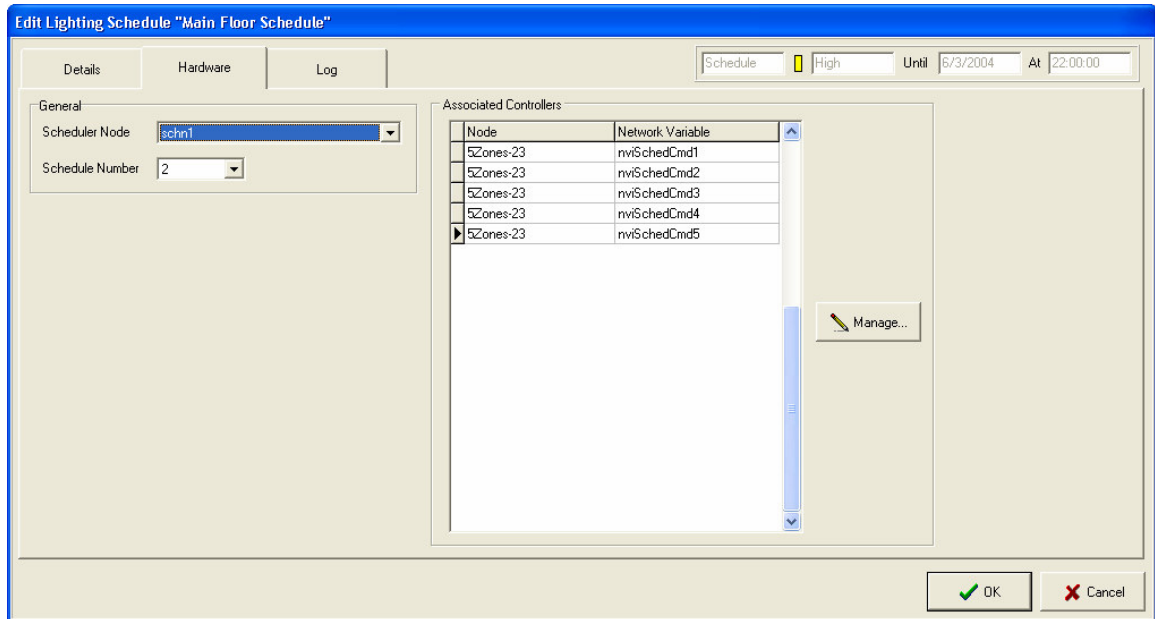 Edit Lighting Schedule "Main Floor Schedule"
Details Hardware Log Schedule High Until 6/3/2004 At 22:00:00
General
Scheduler Node schn1
Schedule Number 2
Associated Controllers
Node Network Variable
5Zones-23 nviSchedCmd1
5Zones-23 nviSchedCmd2
5Zones-23 nviSchedCmd3
5Zones-23 nviSchedCmd4
5Zones-23 nviSchedCmd5
Manage...
OK Cancel